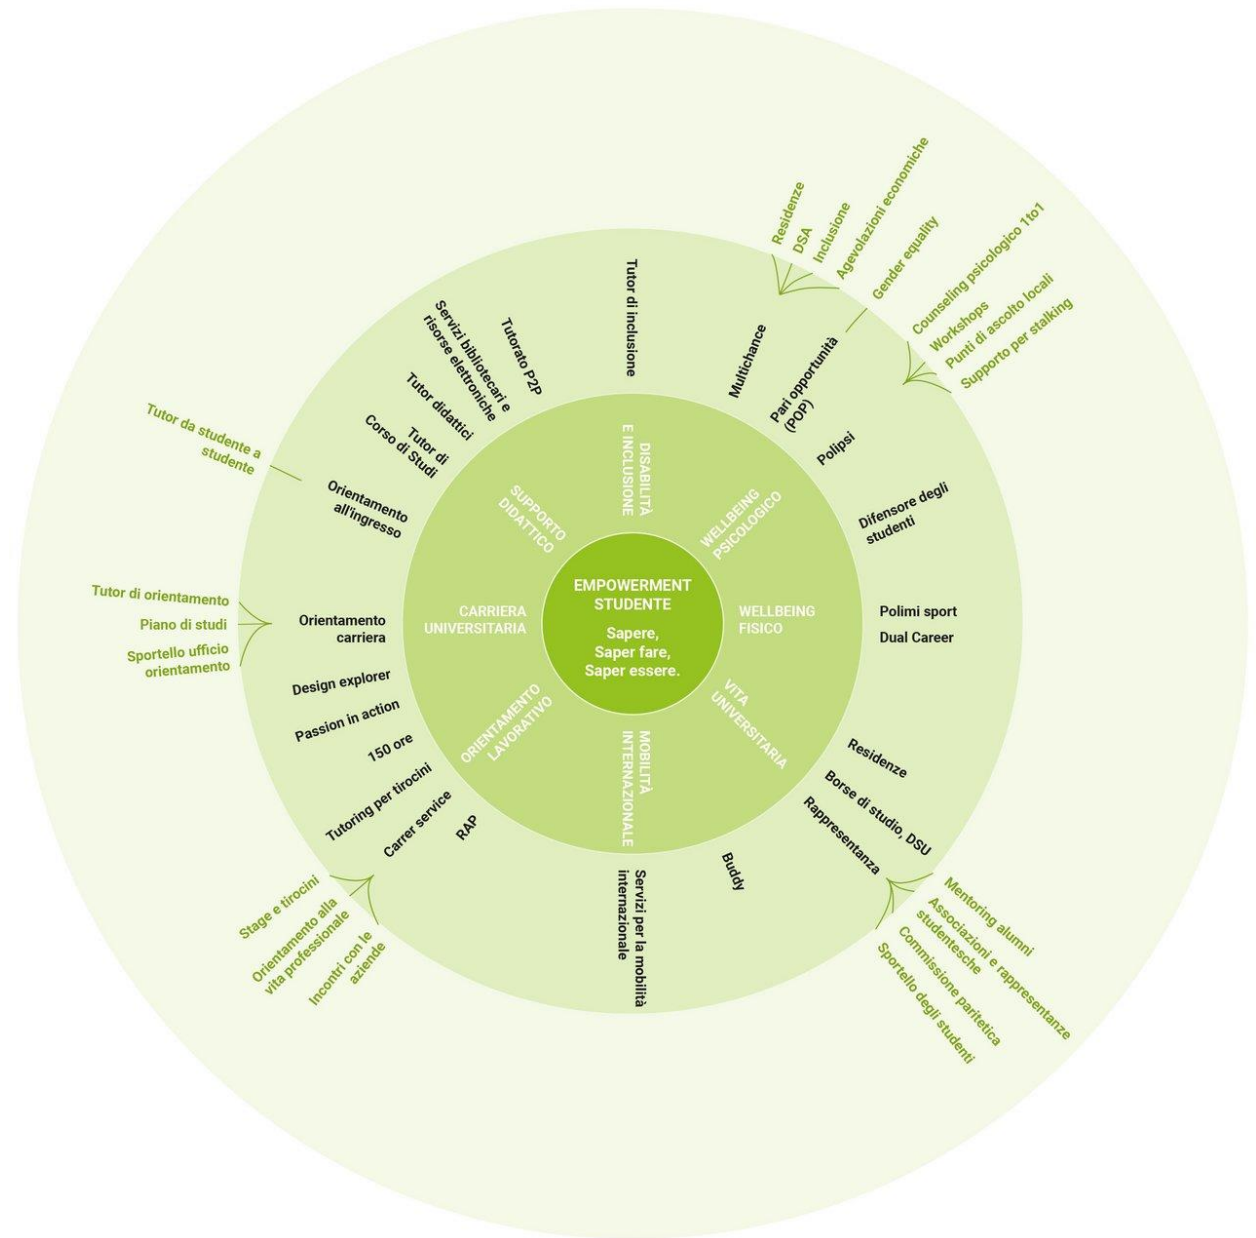 EMPOWERMENT
STUDENTE
Sapere,
Saper fare,
Saper essere.
DISABILITÀ
E INCLUSIONE
WELLBEING
PSICOLOGICO
WELLBEING
FISICO
VITA
UNIVERSITARIA
MOBILITÀ
INTERNAZIONALE
ORIENTAMENTO
LAVORATIVO
CARRIERA
UNIVERSITARIA
SUPPORTO
DIDATTICO
Tutor di inclusione
Multichance
Residenze
DSA
Inclusione
Agevolazioni economiche
Pari opportunità
(POP)
Gender equality
Polipsi
Counseling psicologico 1to1
Workshops
Punti di ascolto locali
Supporto per stalking
Difensore degli
studenti
Polimi sport
Dual Career
Residenze
Borse di studio, DSU
Rappresentanza
Mentoring alumni
Associazioni e rappresentanze
studentesche
Commissione paritetica
Sportello degli studenti
Buddy
Servizi per la mobilità
internazionale
RAP
Carrer service
Stage e tirocini
Orientamento alla
vita professionale
Incontri con le
aziende
Tutoring per tirocini
150 ore
Passion in action
Design explorer
Orientamento
carriera
Tutor di orientamento
Piano di studi
Sportello ufficio
orientamento
Orientamento
all'ingresso
Tutor da studente a
studente
Tutor di
Corso di Studi
Tutor didattici
Servizi bibliotecari e
risorse elettroniche
Tutorato P2P